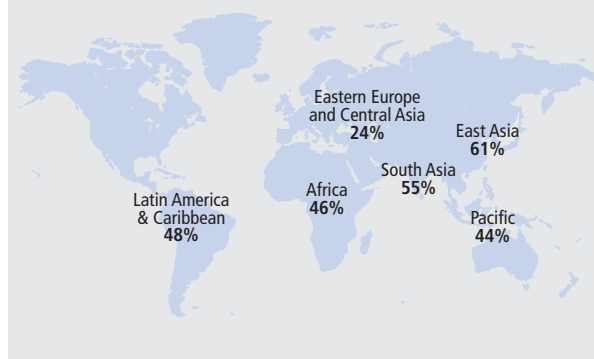 Eastern Europe
and Central Asia
24%
East Asia
61%
South Asia
55%
Africa
46%
Latin America
& Caribbean
48%
Pacific
44%